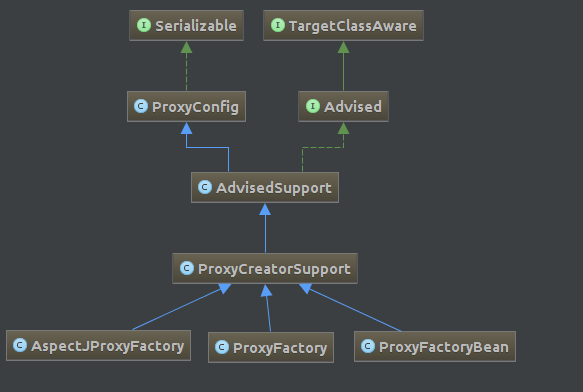 I Serializable
I TargetClassAware
C ProxyConfig
I Advised
C AdvisedSupport
C ProxyCreatorSupport
C AspectJProxyFactory
C ProxyFactory
C ProxyFactoryBean